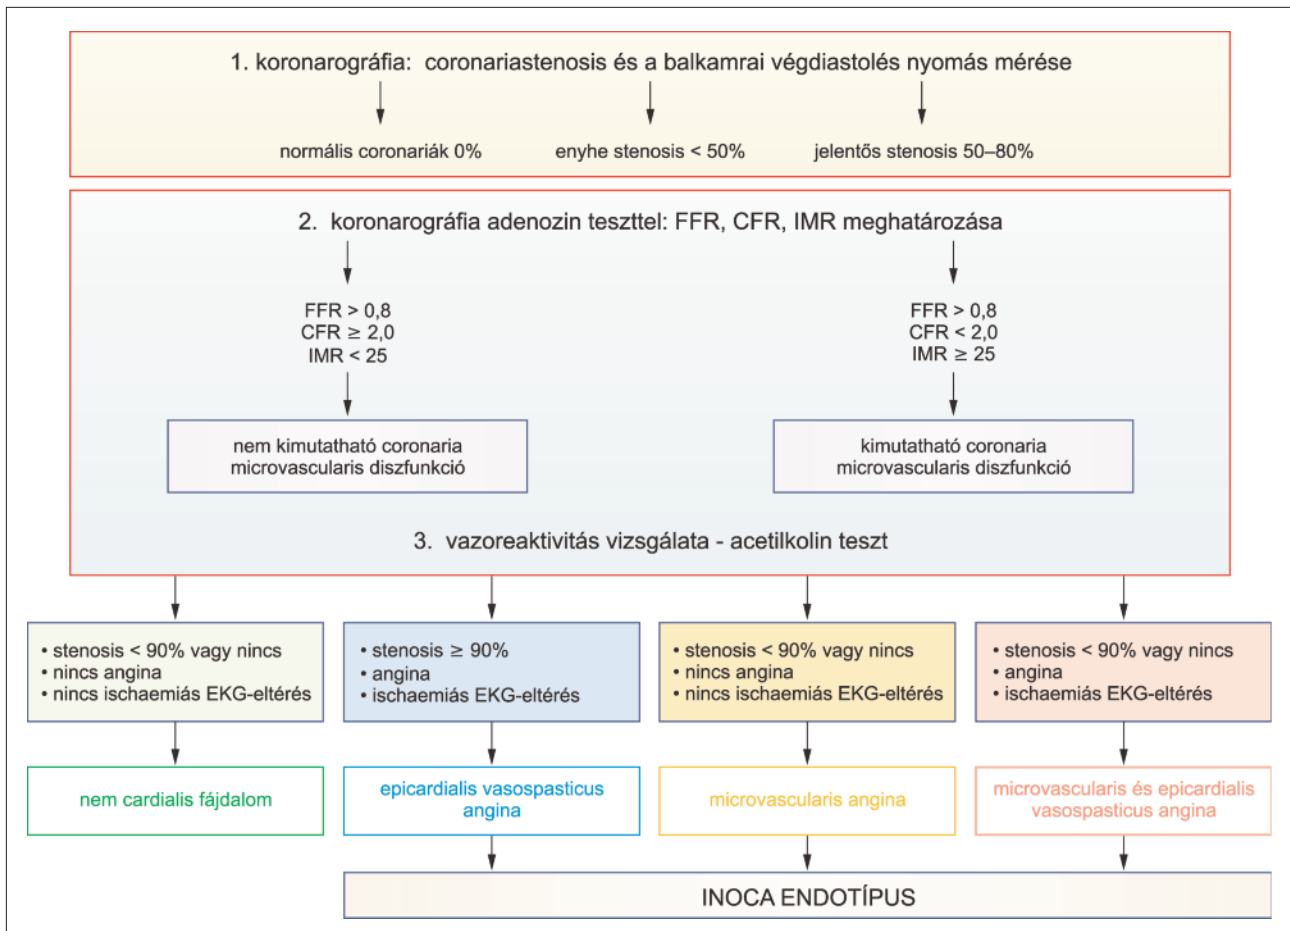 1. koronarográfia: coronariastenosis és a balkamrai végdiastolés nyomás mérése
normális coronariák 0%
enyhe stenosis < 50%
jelentős stenosis 50–80%
2. koronarográfia adenozin teszttel: FFR, CFR, IMR meghatározása
FFR > 0,8
CFR ≥ 2,0
IMR < 25
FFR > 0,8
CFR < 2,0
IMR ≥ 25
nem kimutatható coronaria
microvascularis diszfunkció
kimutatható coronaria
microvascularis diszfunkció
3. vazoreaktivitás vizsgálata - acetilkolin teszt
• stenosis < 90% vagy nincs
• nincs angina
• nincs ischaemiás EKG-eltérés
• stenosis ≥ 90%
• angina
• ischaemiás EKG-eltérés
• stenosis < 90% vagy nincs
• nincs angina
• nincs ischaemiás EKG-eltérés
• stenosis < 90% vagy nincs
• angina
• ischaemiás EKG-eltérés
nem cardialis fájdalom
epicardialis vasospasticus
angina
microvascularis angina
microvascularis és epicardialis
vasospasticus angina
INOCA ENDOTÍPUS